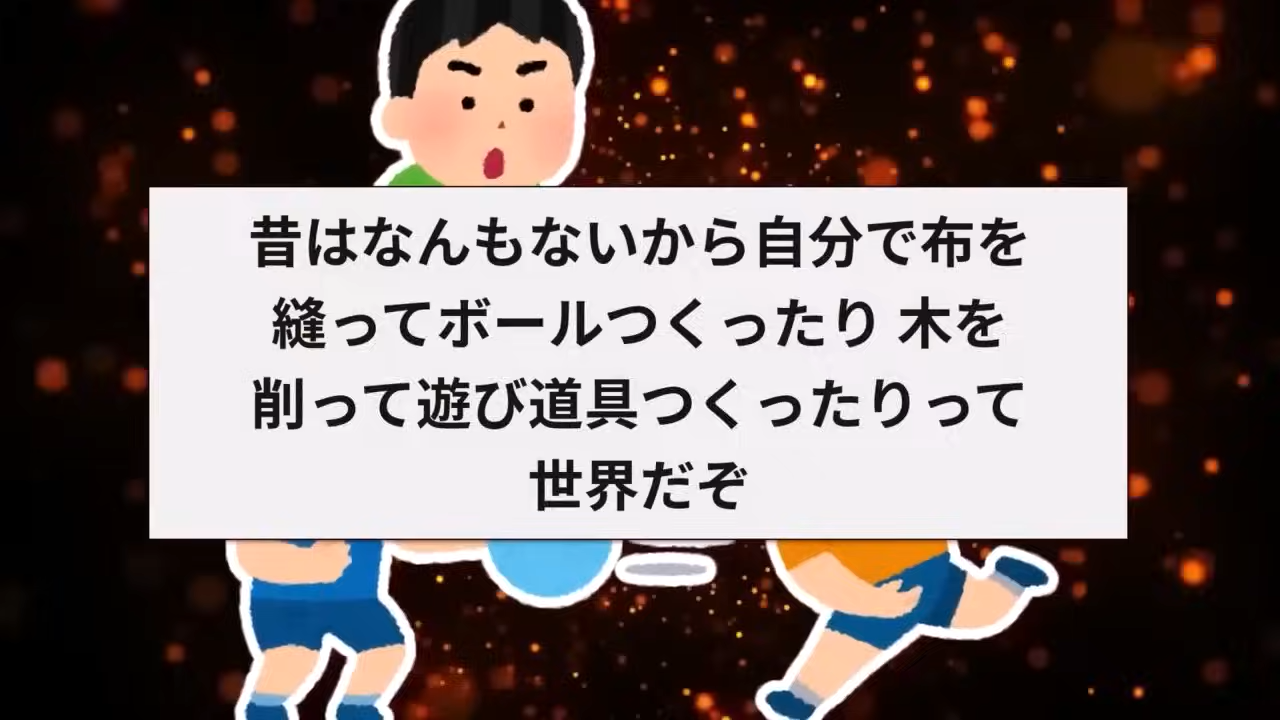 昔はなんもないから自分で布を
縫ってボールつくったり 木を
削って遊び道具つくったりって
世界だぞ